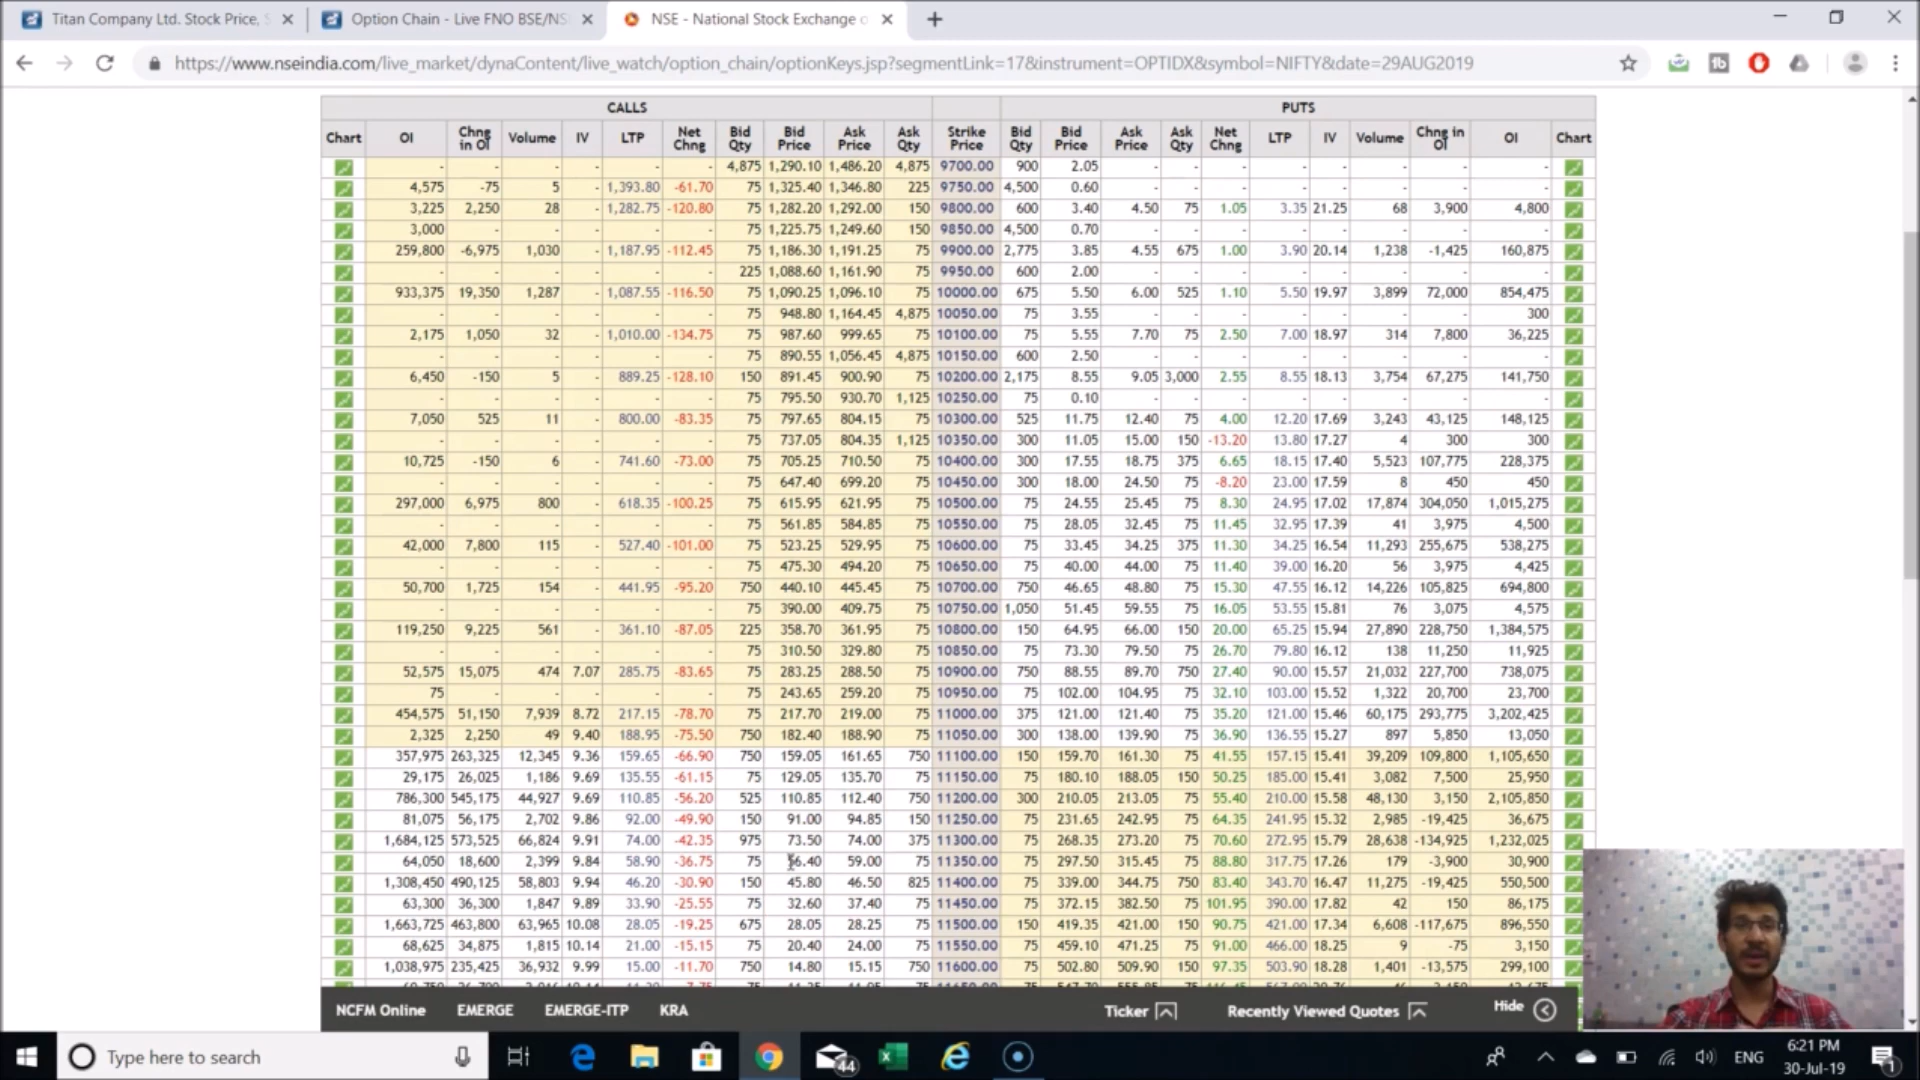 Titan Company Ltd. Stock Price, S
Option Chain - Live FNO BSE/NS
NSE - National Stock Exchange o
https://www.nseindia.com/live_market/dynaContent/live_watch/option_chain/optionKeys.jsp?segmentLink=17&instrument=OPTIDX&symbol=NIFTY&date=29AUG2019
CALLS PUTS
Chart OI Chng in OI Volume IV LTP Net Chng Bid Qty Bid Price Ask Price Ask Qty Strike Price Bid Qty Bid Price Ask Price Ask Qty Net Chng LTP IV Volume Chng in OI OI Chart
- - - - - - 4,875 1,290.10 1,486.20 4,875 9700.00 900 2.05 - - - - - - - -
4,575 -75 5 - 1,393.80 -61.70 75 1,325.40 1,346.80 225 9750.00 4,500 0.60 - - - - - - - -
3,225 2,250 28 - 1,282.75 -120.80 75 1,282.20 1,292.00 150 9800.00 600 3.40 4.50 75 1.05 3.35 21.25 68 3,900 4,800
3,000 - - - - - 75 1,225.75 1,249.60 150 9850.00 4,500 0.70 - - - - - - - -
259,800 -6,975 1,030 - 1,187.95 -112.45 75 1,186.30 1,191.25 75 9900.00 2,775 3.85 4.55 675 1.00 3.90 20.14 1,238 -1,425 160,875
- - - - - - 225 1,088.60 1,161.90 75 9950.00 600 2.00 - - - - - - - -
933,375 19,350 1,287 - 1,087.55 -116.50 75 1,090.25 1,096.10 75 10000.00 675 5.50 6.00 525 1.10 5.50 19.97 3,899 72,000 854,475
- - - - - - 75 948.80 1,164.45 4,875 10050.00 75 3.55 - - - - - - - 300
2,175 1,050 32 - 1,010.00 -134.75 75 987.60 999.65 75 10100.00 75 5.55 7.70 75 2.50 7.00 18.97 314 7,800 36,225
- - - - - - 75 890.55 1,056.45 4,875 10150.00 600 2.50 - - - - - - - -
6,450 -150 5 - 889.25 -128.10 150 891.45 900.90 75 10200.00 2,175 8.55 9.05 3,000 2.55 8.55 18.13 3,754 67,275 141,750
- - - - - - 75 795.50 930.70 1,125 10250.00 75 0.10 - - - - - - - -
7,050 525 11 - 800.00 -83.35 75 797.65 804.15 75 10300.00 525 11.75 12.40 75 4.00 12.20 17.69 3,243 43,125 148,125
- - - - - - 75 737.05 804.35 1,125 10350.00 300 11.05 15.00 150 -13.20 13.80 17.27 4 300 300
10,725 -150 6 - 741.60 -73.00 75 705.25 710.50 75 10400.00 300 17.55 18.75 375 6.65 18.15 17.40 5,523 107,775 228,375
- - - - - - 75 647.40 699.20 75 10450.00 300 18.00 24.50 75 -8.20 23.00 17.59 8 450 450
297,000 6,975 800 - 618.35 -100.25 75 615.95 621.95 75 10500.00 75 24.55 25.45 75 8.30 24.95 17.02 17,874 304,050 1,015,275
- - - - - - 75 561.85 584.85 75 10550.00 75 28.05 32.45 75 11.45 32.95 17.39 41 3,975 4,500
42,000 7,800 115 - 527.40 -101.00 75 523.25 529.95 75 10600.00 75 33.45 34.25 375 11.30 34.25 16.54 11,293 255,675 538,275
- - - - - - 75 475.30 494.20 75 10650.00 75 40.00 44.00 75 11.40 39.00 16.20 56 3,975 4,425
50,700 1,725 154 - 441.95 -95.20 750 440.10 445.45 75 10700.00 750 46.65 48.80 75 15.30 47.55 16.12 14,226 105,825 694,800
- - - - - - 75 390.00 409.75 75 10750.00 1,050 51.45 59.55 75 16.05 53.55 15.81 76 3,075 4,575
119,250 9,225 561 - 361.10 -87.05 225 358.70 361.95 75 10800.00 150 64.95 66.00 150 20.00 65.25 15.94 27,890 228,750 1,384,575
- - - - - - 75 310.50 329.80 75 10850.00 75 73.30 79.50 75 26.70 79.80 16.12 138 11,250 11,925
52,575 15,075 474 7.07 285.75 -83.65 75 283.25 288.50 75 10900.00 750 88.55 89.70 750 27.40 90.00 15.57 21,032 227,700 738,075
75 - - - - - 75 243.65 259.20 75 10950.00 75 102.00 104.95 75 32.10 103.00 15.52 1,322 20,700 23,700
454,575 51,150 7,939 8.72 217.15 -78.70 75 217.70 219.00 75 11000.00 375 121.00 121.40 75 35.20 121.00 15.46 60,175 293,775 3,202,425
2,325 2,250 49 9.40 188.95 -75.50 750 182.40 188.90 75 11050.00 300 138.00 139.90 75 36.90 136.55 15.27 897 5,850 13,050
357,975 263,325 12,345 9.36 159.65 -66.90 750 159.05 161.65 750 11100.00 150 159.70 161.30 75 41.55 157.15 15.41 39,209 109,800 1,105,650
29,175 26,025 1,186 9.69 135.55 -61.15 75 129.05 135.70 75 11150.00 75 180.10 188.05 150 50.25 185.00 15.41 3,082 7,500 25,950
786,300 545,175 44,927 9.69 110.85 -56.20 525 110.85 112.40 750 11200.00 300 210.05 213.05 75 55.40 210.00 15.58 48,130 3,150 2,105,850
81,075 56,175 2,702 9.86 92.00 -49.90 150 91.00 94.85 150 11250.00 75 231.65 242.95 75 64.35 241.95 15.32 2,985 -19,425 36,675
1,684,125 573,525 66,824 9.91 74.00 -42.35 975 73.50 74.00 375 11300.00 75 268.35 273.20 75 70.60 272.95 15.79 28,638 -134,925 1,232,025
64,050 18,600 2,399 9.84 58.90 -36.75 75 56.40 59.00 75 11350.00 75 297.50 315.45 75 88.80 317.75 17.26 179 -3,900 30,900
1,308,450 490,125 58,803 9.94 46.20 -30.90 150 45.80 46.50 825 11400.00 75 339.00 344.75 750 83.40 343.70 16.47 11,275 -19,425 550,500
63,300 36,300 1,847 9.89 33.90 -25.55 75 32.60 37.40 75 11450.00 75 372.15 382.50 75 101.95 390.00 17.82 42 150 86,175
1,663,725 463,800 63,965 10.08 28.05 -19.25 675 28.05 28.25 75 11500.00 150 419.35 421.00 150 90.75 421.00 17.34 6,608 -117,675 896,550
68,625 34,875 1,815 10.14 21.00 -15.15 75 20.40 24.00 75 11550.00 75 459.10 471.25 75 91.00 466.00 18.25 9 -75 3,150
1,038,975 235,425 36,932 9.99 15.00 -11.70 750 14.80 15.15 750 11600.00 75 502.80 509.90 150 97.35 503.90 18.28 1,401 -13,575 299,100
NCFM Online EMERGE EMERGE-ITP KRA Ticker Recently Viewed Quotes Hide
Type here to search
44
ENG
6:21 PM
30-Jul-19
1